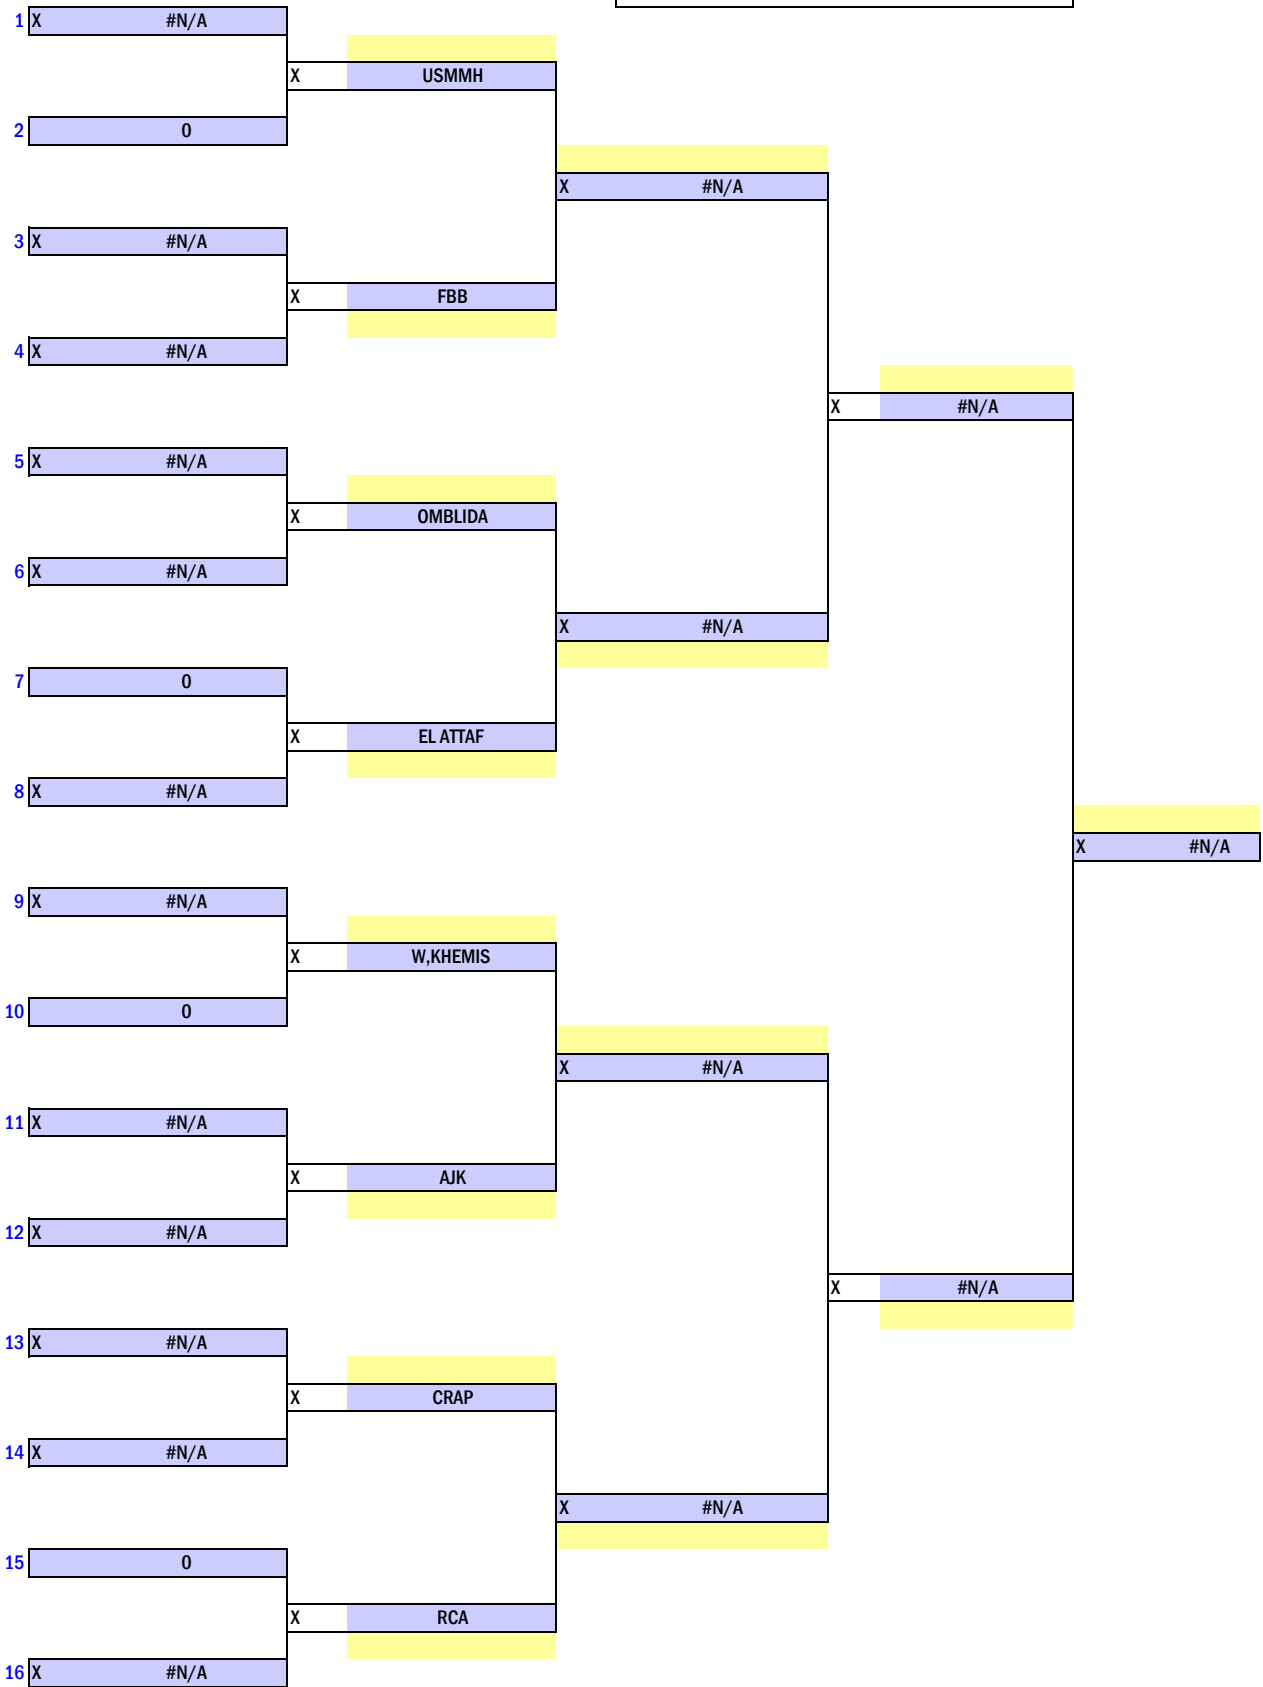 1 X #N/A
X USMMH
2 0
X #N/A
3 X #N/A
X FBB
4 X #N/A
X #N/A
5 X #N/A
X OMBLIDA
6 X #N/A
X #N/A
7 0
X EL ATTAF
8 X #N/A
X #N/A
9 X #N/A
X W,KHEMIS
10 0
X #N/A
11 X #N/A
X AJK
12 X #N/A
X #N/A
13 X #N/A
X CRAP
14 X #N/A
X #N/A
15 0
X RCA
16 X #N/A